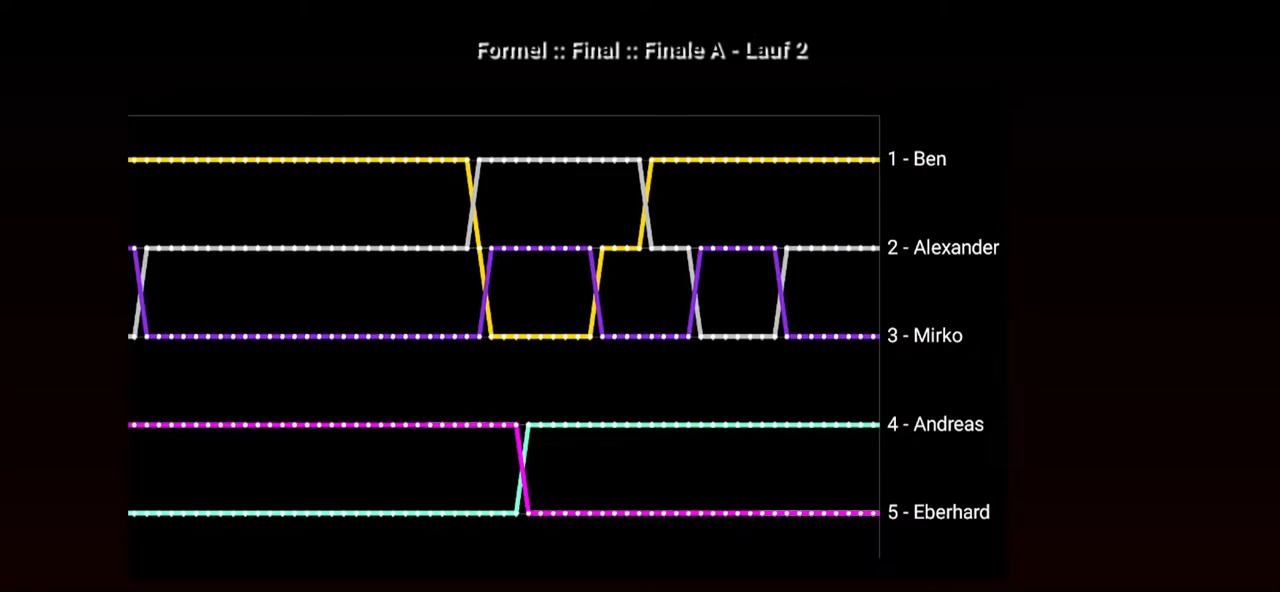 Formel :: Final :: Finale A - Lauf 2
1 - Ben
2 - Alexander
3 - Mirko
4 - Andreas
5 - Eberhard